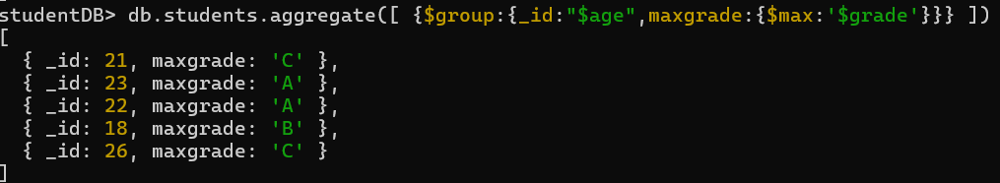 studentDB> db.students.aggregate([ {$group:{_id:"$age",maxgrade:{$max:'$grade'}}} ])
[
  { _id: 21, maxgrade: 'C' },
  { _id: 23, maxgrade: 'A' },
  { _id: 22, maxgrade: 'A' },
  { _id: 18, maxgrade: 'B' },
  { _id: 26, maxgrade: 'C' }
]